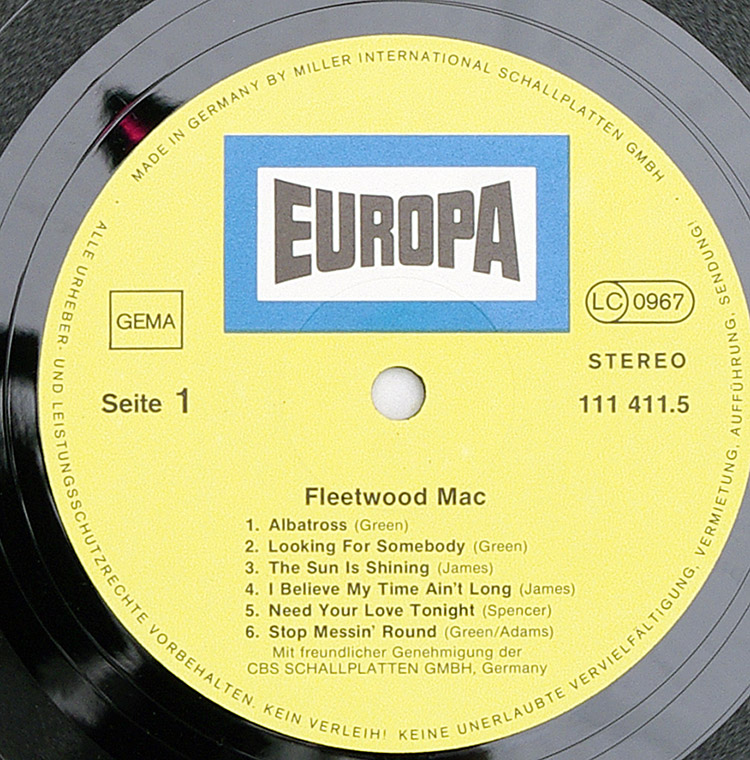 MADE IN GERMANY BY MILLER INTERNATIONAL SCHALLPLATTEN GMBH
EUROPA
GEMA
LC 0967
STEREO
Seite 1
111 411.5
Fleetwood Mac
1. Albatross (Green)
2. Looking For Somebody (Green)
3. The Sun Is Shining (James)
4. I Believe My Time Ain't Long (James)
5. Need Your Love Tonight (Spencer)
6. Stop Messin' Round (Green/Adams)
Mit freundlicher Genehmigung der
CBS SCHALLPLATTEN GMBH, Germany
ALLE URHEBER- UND LEISTUNGSSCHUTZRECHTE VORBEHALTEN. KEIN VERLEIH! KEINE UNERLAUBTE VERVIELFÄLTIGUNG, VERMIETUNG, AUFFÜHRUNG, SENDUNG!